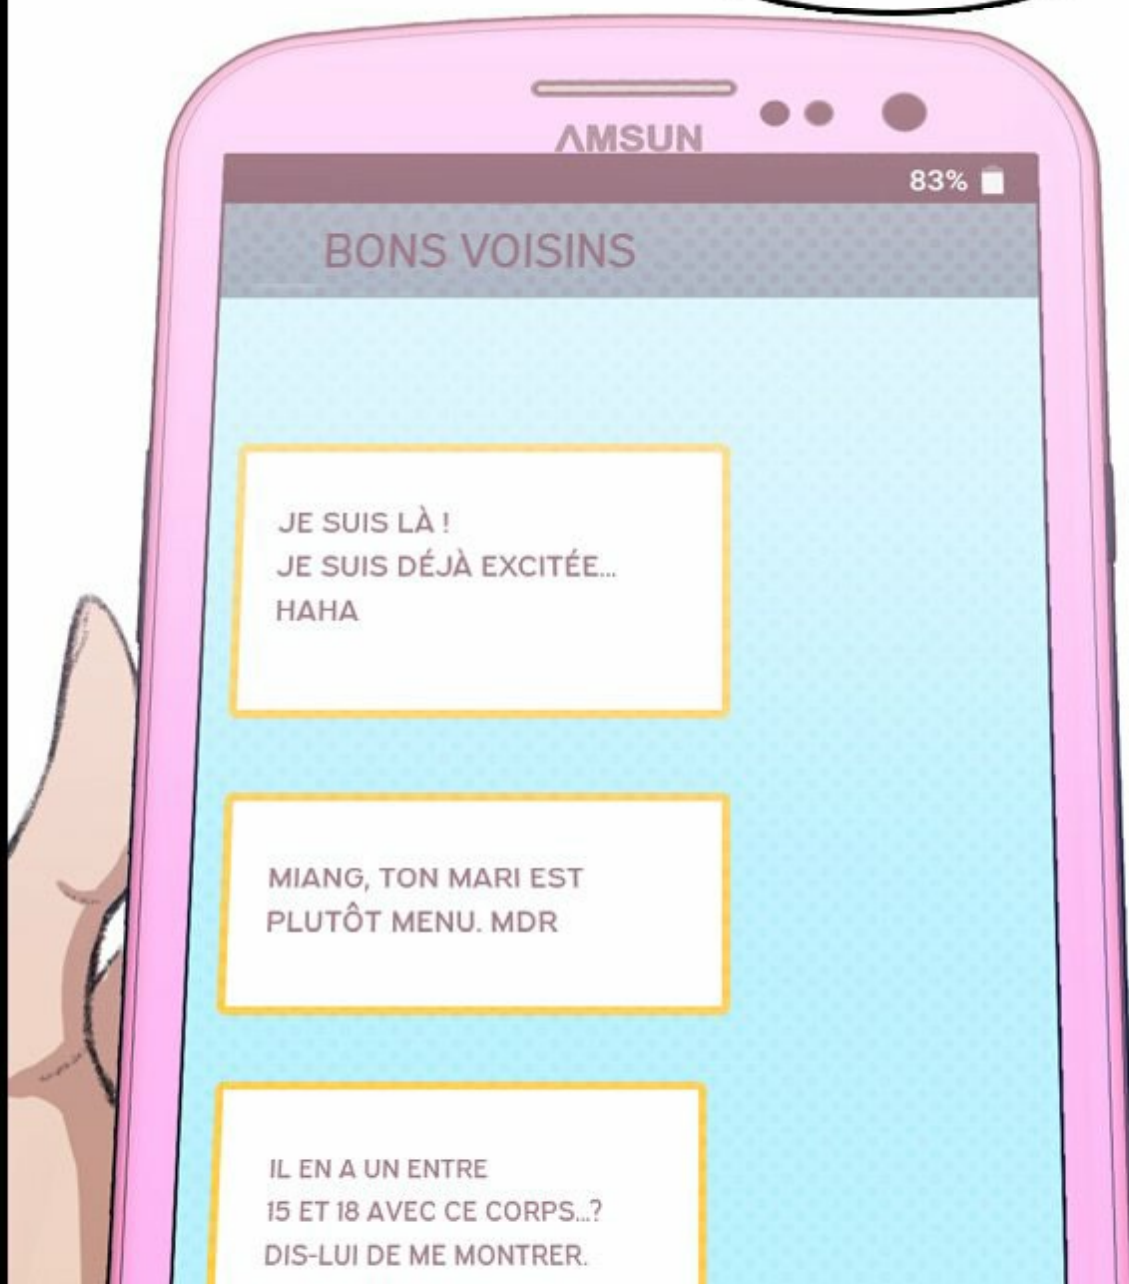 AMSUN
83%
BONS VOISINS
JE SUIS LÀ !
JE SUIS DÉJÀ EXCITÉE...
HAHA
MIANG, TON MARI EST
PLUTÔT MENU. MDR
IL EN A UN ENTRE
15 ET 18 AVEC CE CORPS...?
DIS-LUI DE ME MONTRER.